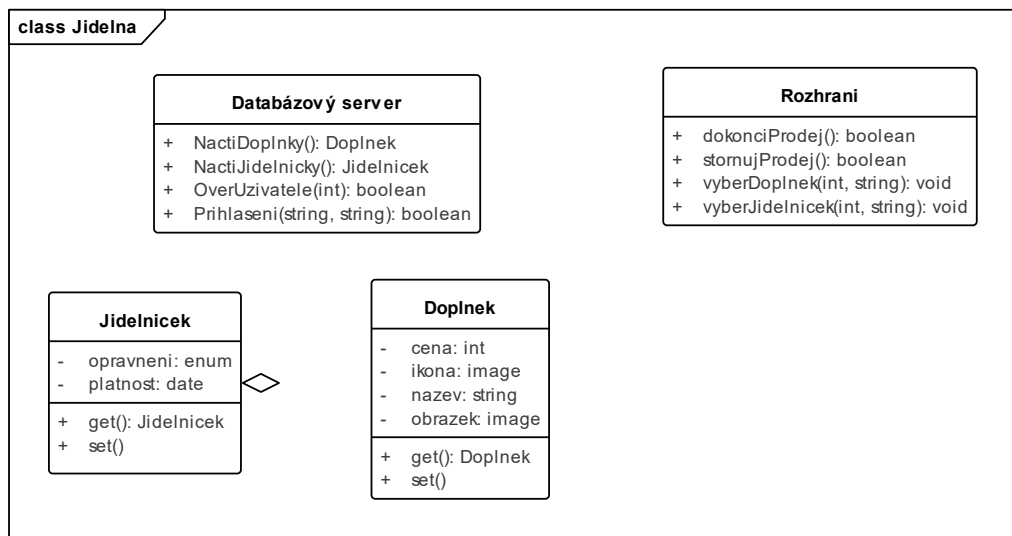 class Jidelna
Databázový server
+ NactiDoplnky(): Doplnek
+ NactiJidelnicky(): Jidelnicek
+ OverUzivatele(int): boolean
+ Prihlaseni(string, string): boolean
Rozhrani
+ dokonciProdej(): boolean
+ stornujProdej(): boolean
+ vyberDoplnek(int, string): void
+ vyberJidelnicek(int, string): void
Jidelnicek
- opravneni: enum
- platnost: date
+ get(): Jidelnicek
+ set()
Doplnek
- cena: int
- ikona: image
- nazev: string
- obrazek: image
+ get(): Doplnek
+ set()